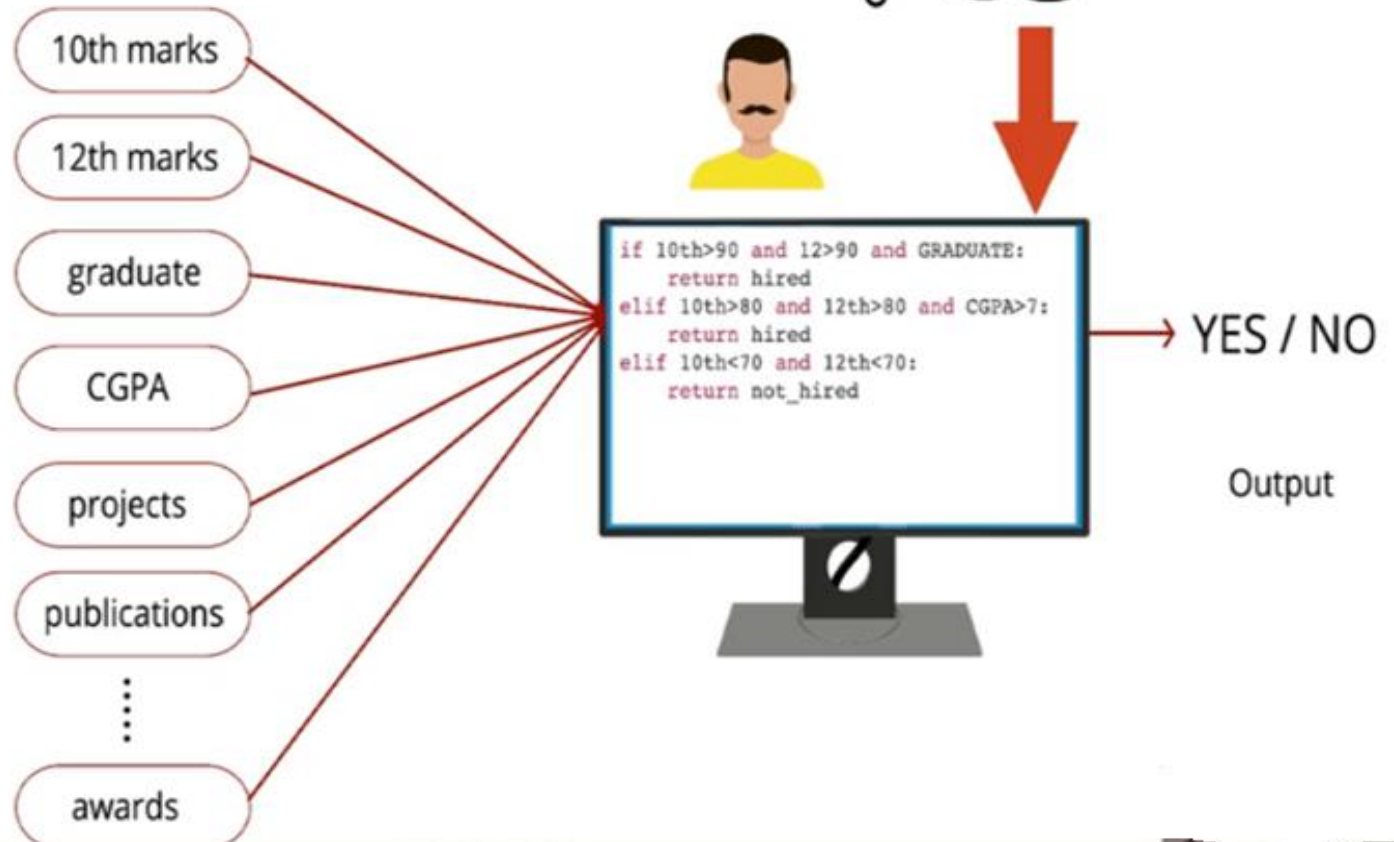 10th marks
12th marks
graduate
CGPA
projects
publications
awards
if 10th>90 and 12>90 and GRADUATE:
    return hired
elif 10th>80 and 12th>80 and CGPA>7:
    return hired
elif 10th<70 and 12th<70:
    return not_hired
YES / NO
Output